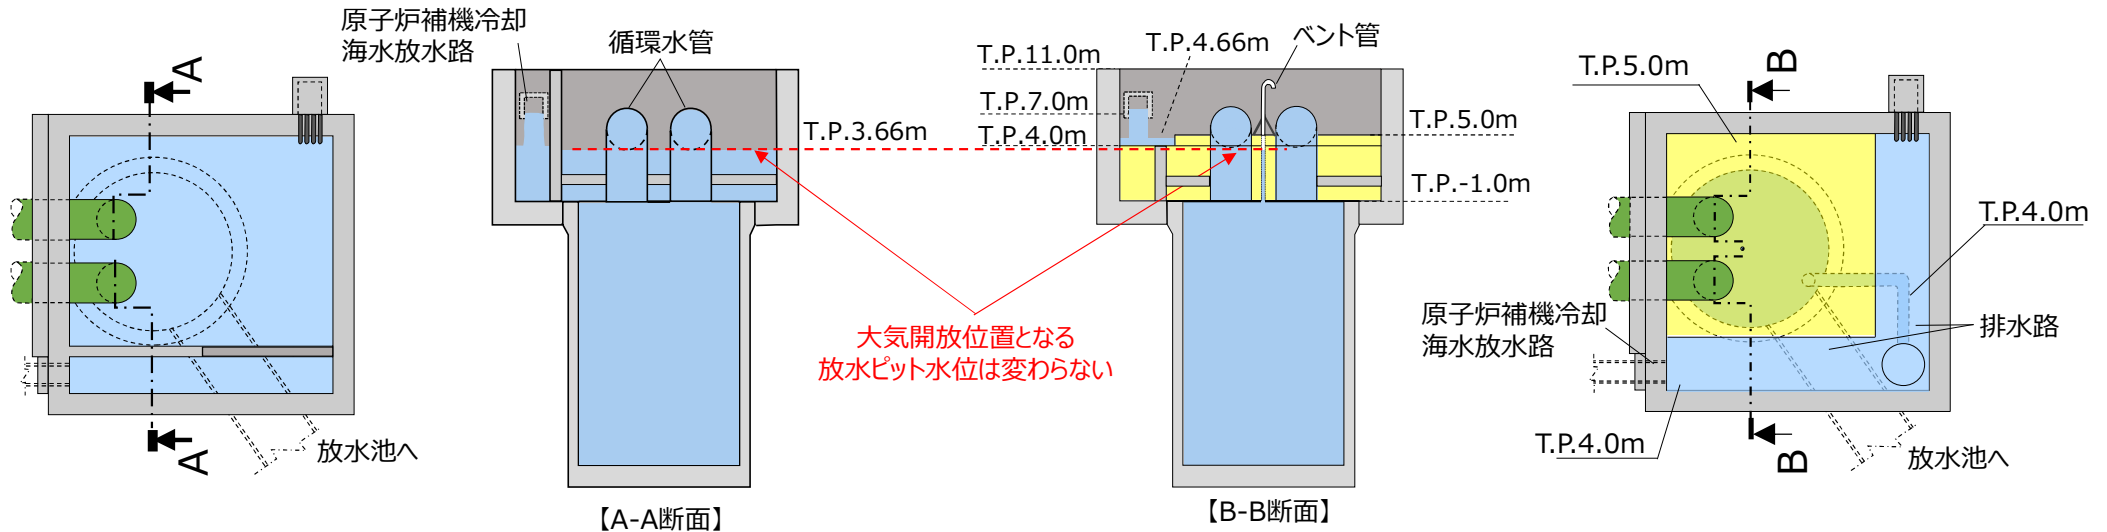 A
A
放水池へ
原子炉補機冷却
海水放水路
循環水管
T.P.3.66m
【A-A断面】
大気開放位置となる
放水ピット水位は変わらない
T.P.11.0m
T.P.7.0m
T.P.4.0m
T.P.4.66m
ベント管
T.P.5.0m
T.P.-1.0m
【B-B断面】
T.P.5.0m
B
T.P.4.0m
原子炉補機冷却
海水放水路
排水路
T.P.4.0m
B
放水池へ